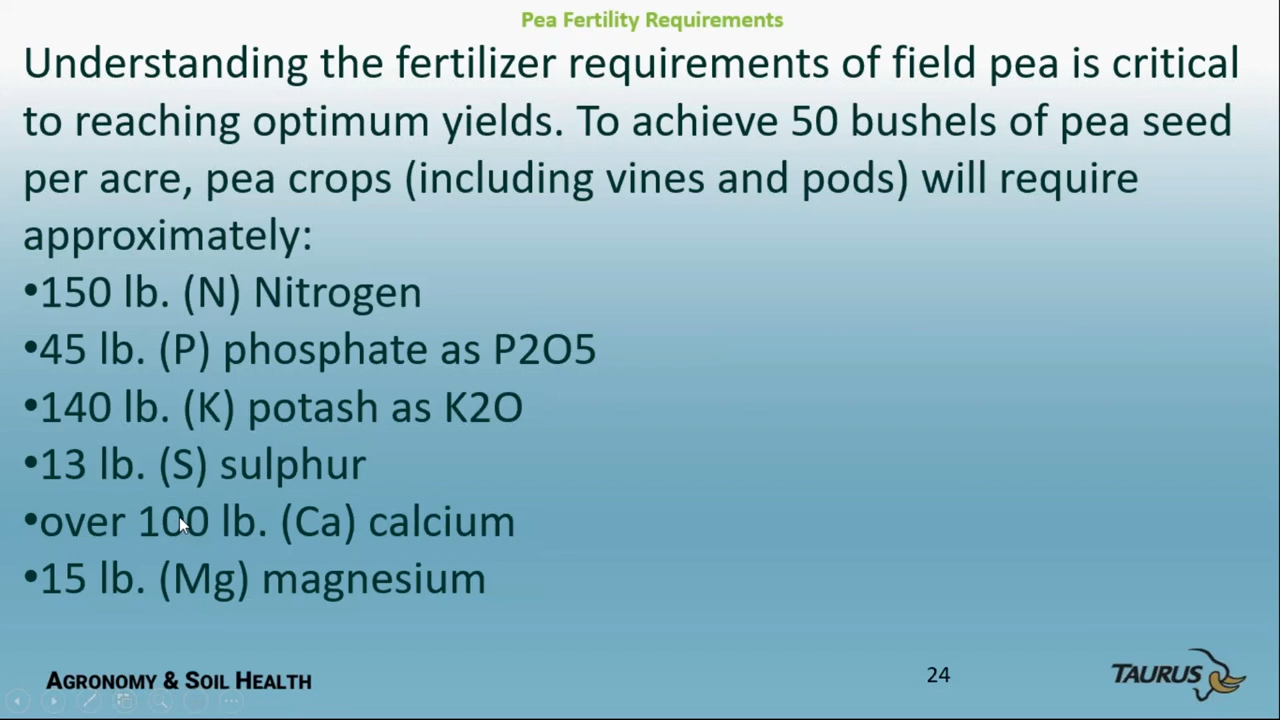 Pea Fertility Requirements
Understanding the fertilizer requirements of field pea is critical
to reaching optimum yields. To achieve 50 bushels of pea seed
per acre, pea crops (including vines and pods) will require
approximately:
•150 lb. (N) Nitrogen
•45 lb. (P) phosphate as P2O5
•140 lb. (K) potash as K2O
•13 lb. (S) sulphur
•over 100 lb. (Ca) calcium
•15 lb. (Mg) magnesium
AGRONOMY & SOIL HEALTH
24
TAURUS